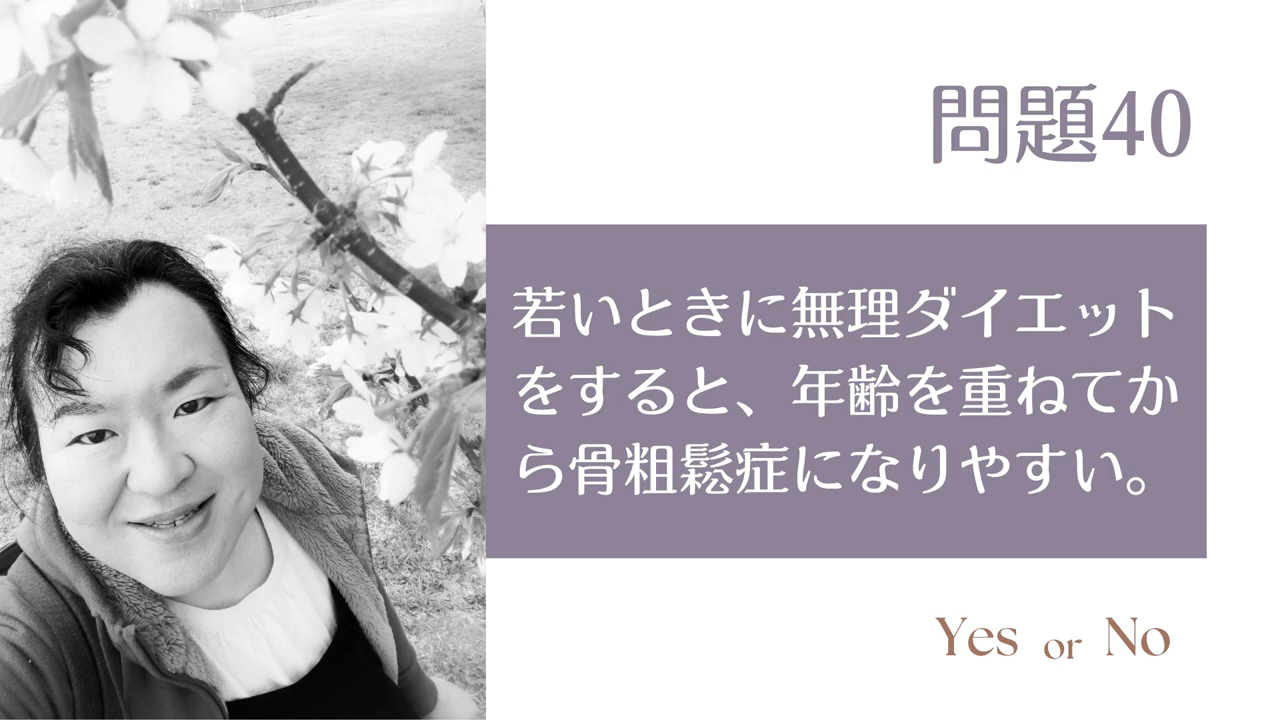 問題40
若いときに無理ダイエット
をすると、年齢を重ねてか
ら骨粗鬆症になりやすい。
Yes or No